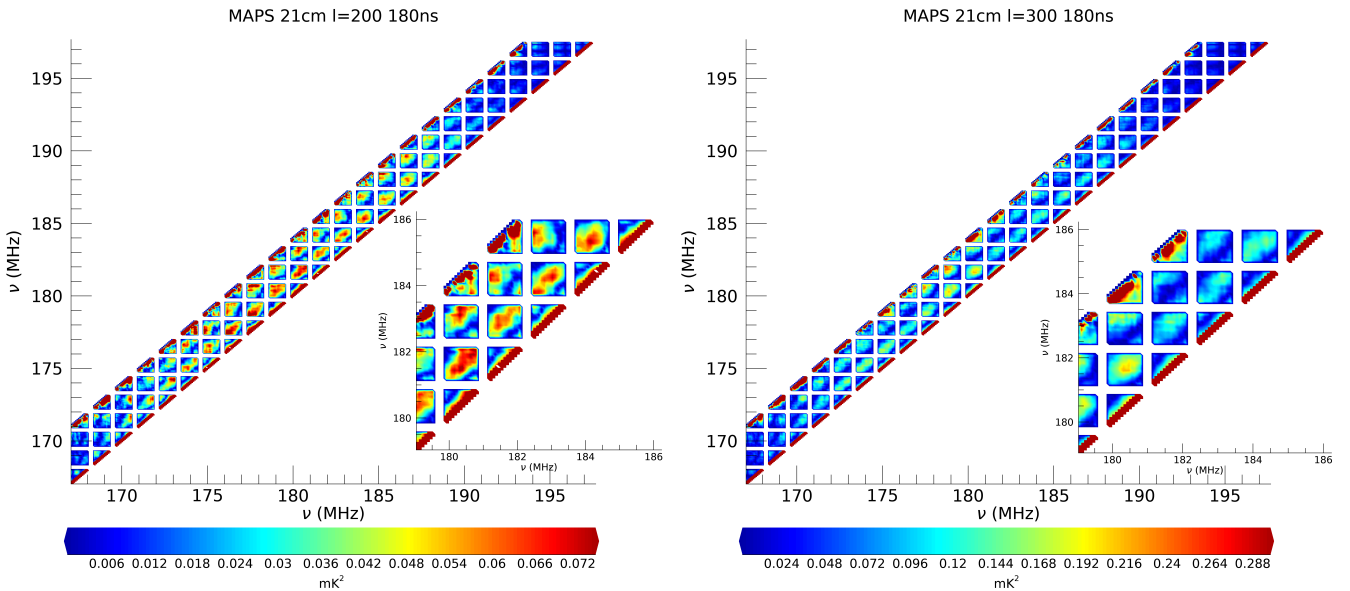 MAPS 21cm l=200 180ns
195
190
185
180
175
170
ν (MHz)
170 175 180 185 190 195
ν (MHz)
186
184
182
180
ν (MHz)
180 182 184 186
ν (MHz)
0.006 0.012 0.018 0.024 0.03 0.036 0.042 0.048 0.054 0.06 0.066 0.072
mK²
MAPS 21cm l=300 180ns
195
190
185
180
175
170
ν (MHz)
170 175 180 185 190 195
ν (MHz)
186
184
182
180
ν (MHz)
180 182 184 186
ν (MHz)
0.024 0.048 0.072 0.096 0.12 0.144 0.168 0.192 0.216 0.24 0.264 0.288
mK²